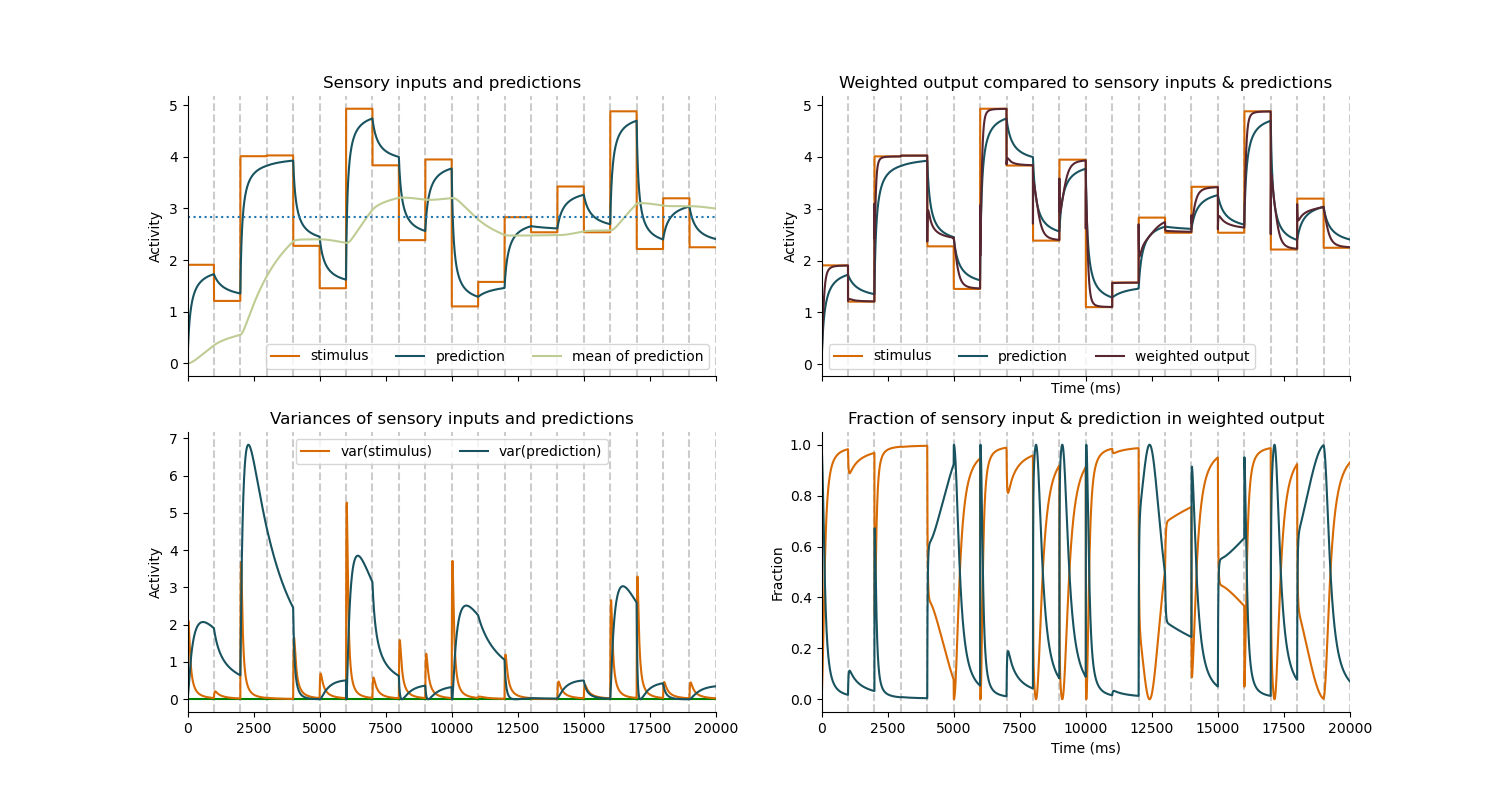 Sensory inputs and predictions
Activity
5
4
3
2
1
0
stimulus prediction mean of prediction
Weighted output compared to sensory inputs & predictions
Activity
5
4
3
2
1
0
stimulus prediction weighted output
Time (ms)
Variances of sensory inputs and predictions
Activity
7
6
5
4
3
2
1
0
var(stimulus) var(prediction)
0 2500 5000 7500 10000 12500 15000 17500 20000
Fraction of sensory input & prediction in weighted output
Fraction
1.0
0.8
0.6
0.4
0.2
0.0
0 2500 5000 7500 10000 12500 15000 17500 20000
Time (ms)